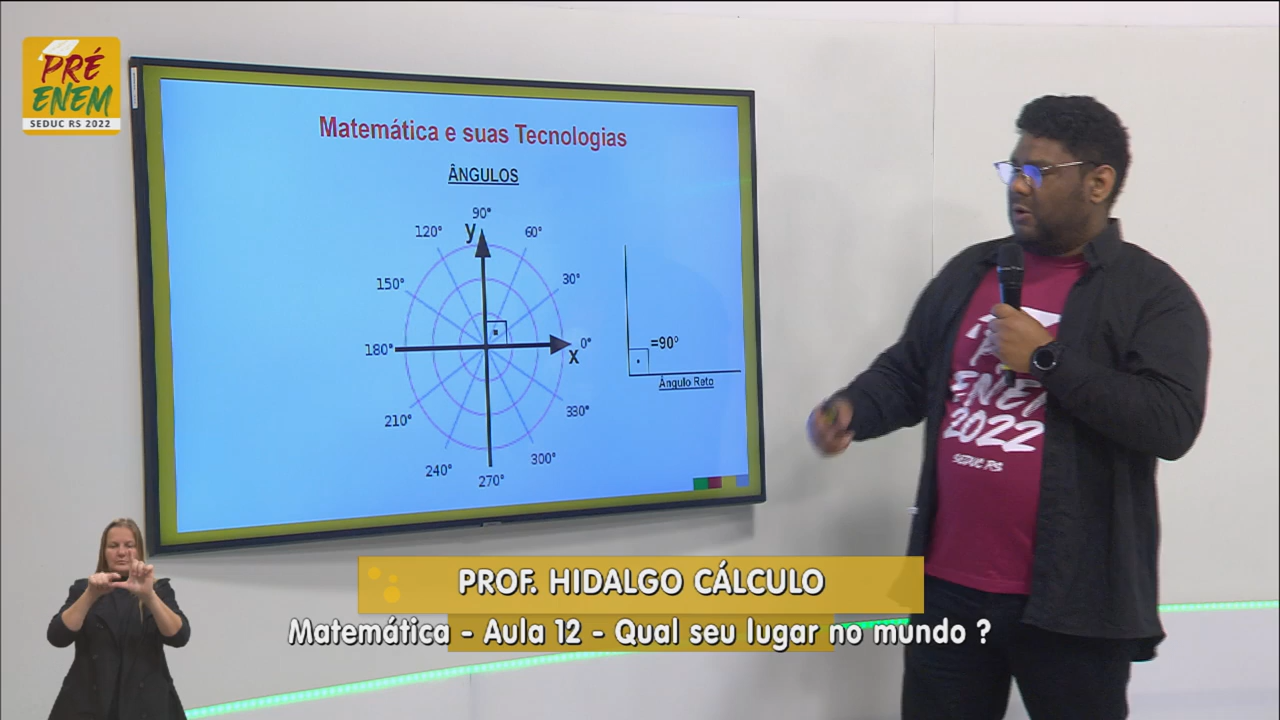 PRÉ
ENEM
SEDUC RS 2022
Matemática e suas Tecnologias
ÂNGULOS
90°
y
120°
60°
150°
30°
180°
0°
x
=90°
Ângulo Reto
210°
330°
240°
300°
270°
ENEM
2022
SEDUC RS
PROF. HIDALGO CÁLCULO
Matemática - Aula 12 - Qual seu lugar no mundo ?